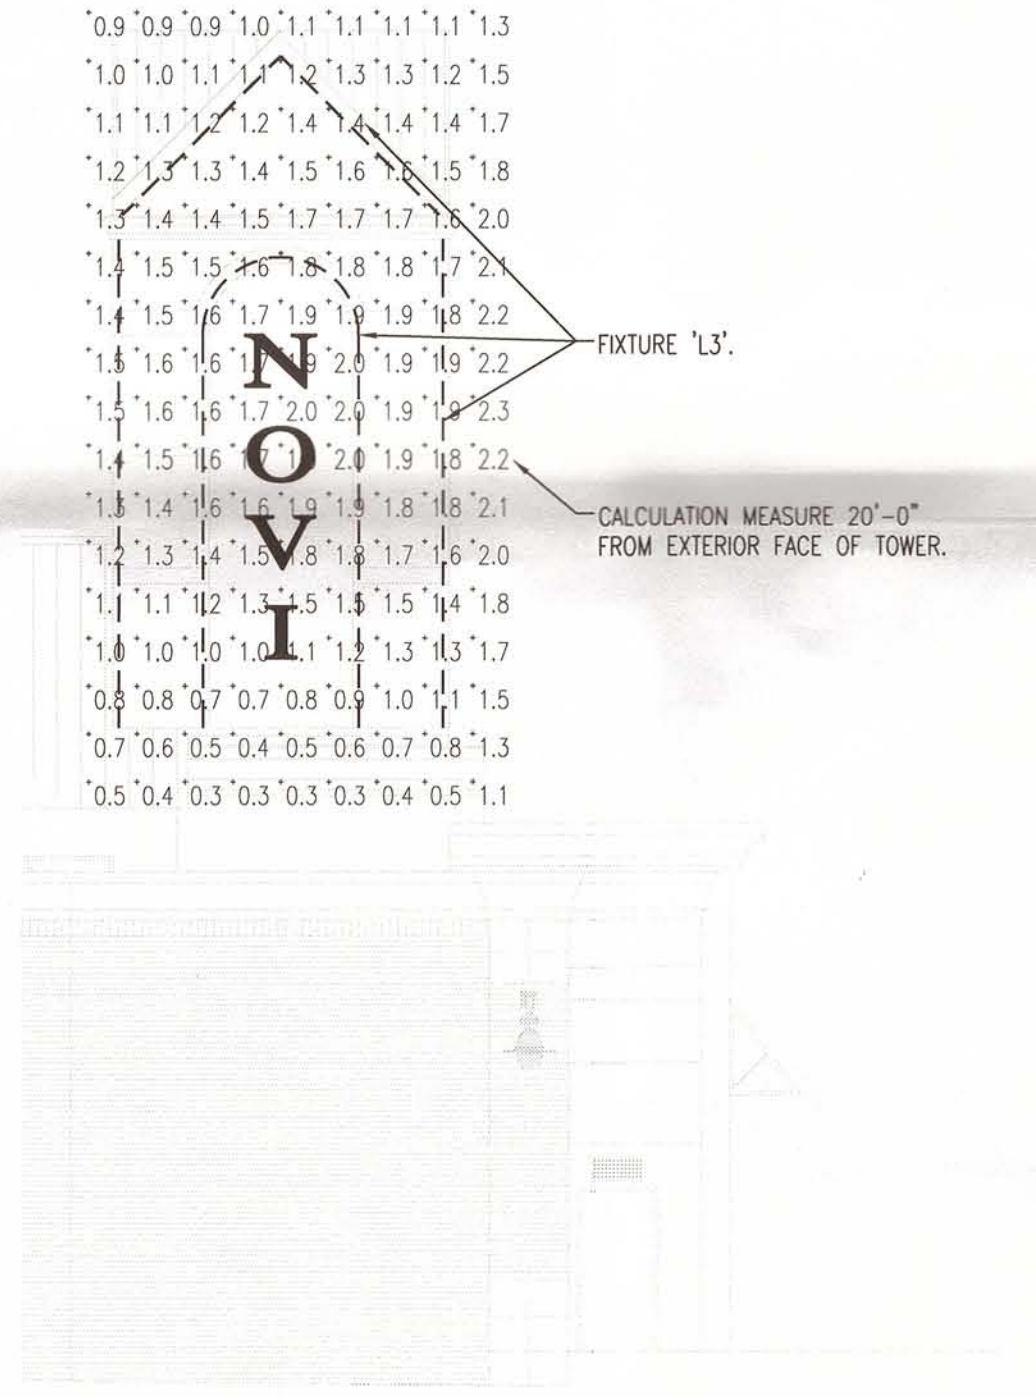 0.9 0.9 0.9 1.0 1.1 1.1 1.1 1.1 1.3
1.0 1.0 1.1 1.1 1.2 1.3 1.3 1.2 1.5
1.1 1.1 1.2 1.2 1.4 1.4 1.4 1.4 1.7
1.2 1.3 1.3 1.4 1.5 1.6 1.6 1.5 1.8
1.3 1.4 1.4 1.5 1.7 1.7 1.7 1.6 2.0
1.4 1.5 1.5 1.6 1.8 1.8 1.8 1.7 2.1
1.4 1.5 1.6 1.7 1.9 1.9 1.9 1.8 2.2
FIXTURE 'L3'.
1.5 1.6 1.6 1.9 2.0 1.9 1.9 2.2
1.5 1.6 1.6 1.7 2.0 2.0 1.9 1.9 2.3
1.4 1.5 1.6 2.0 1.9 1.8 2.2
1.3 1.4 1.6 1.6 1.9 1.9 1.8 1.8 2.1
1.2 1.3 1.4 1.5 1.8 1.8 1.7 1.6 2.0
1.1 1.1 1.2 1.3 1.5 1.5 1.5 1.4 1.8
1.0 1.0 1.0 1.0 1.1 1.2 1.3 1.3 1.7
0.8 0.8 0.7 0.7 0.8 0.9 1.0 1.1 1.5
0.7 0.6 0.5 0.4 0.5 0.6 0.7 0.8 1.3
0.5 0.4 0.3 0.3 0.3 0.3 0.4 0.5 1.1
N
O
V
I
CALCULATION MEASURE 20'-0"
FROM EXTERIOR FACE OF TOWER.